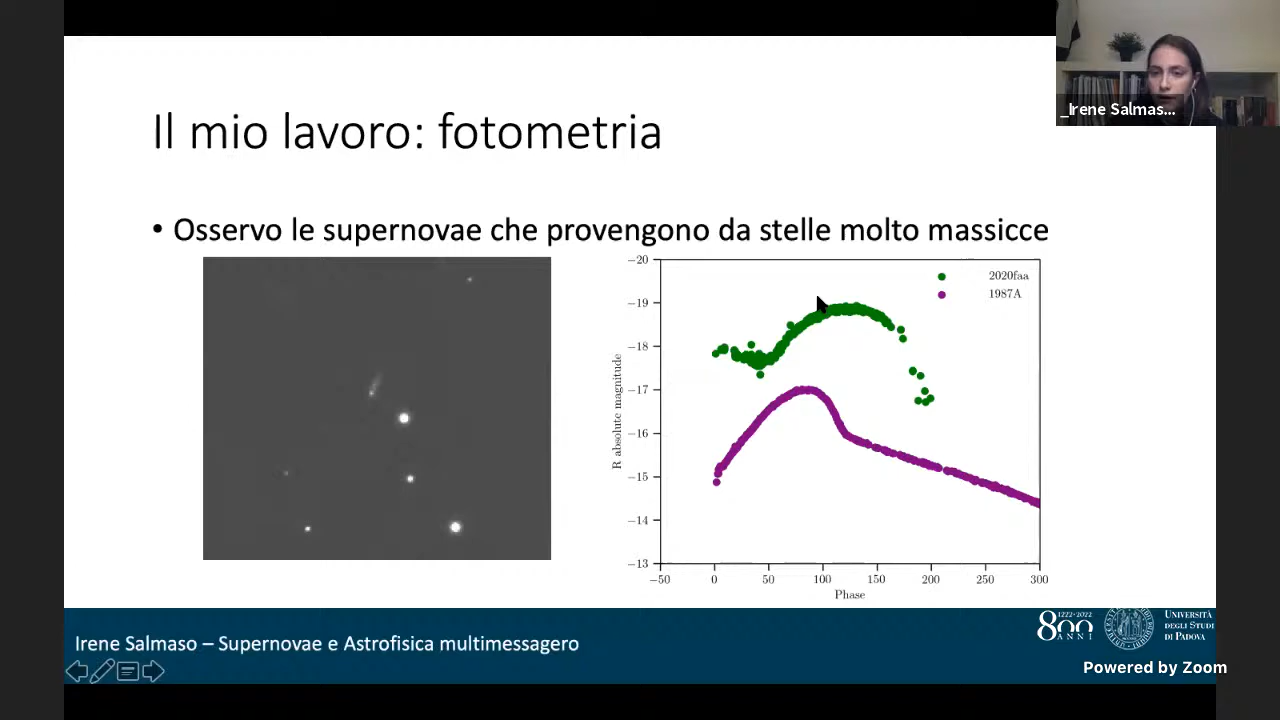 _Irene Salmas...
Il mio lavoro: fotometria
• Osservo le supernovae che provengono da stelle molto massicce
−20
−19
−18
−17
−16
−15
−14
−13
R absolute magnitude
2020faa
1987A
−50 0 50 100 150 200 250 300
Phase
Irene Salmaso – Supernovae e Astrofisica multimessagero
1222·2022
800
ANNI
UNIVERSITÀ
DEGLI STUDI
DI PADOVA
Powered by Zoom